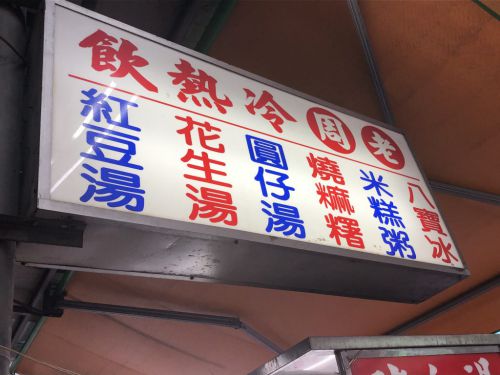 老周冷熱飲
八寶冰
米糕粥
燒麻糬
圓仔湯
花生湯
紅豆湯